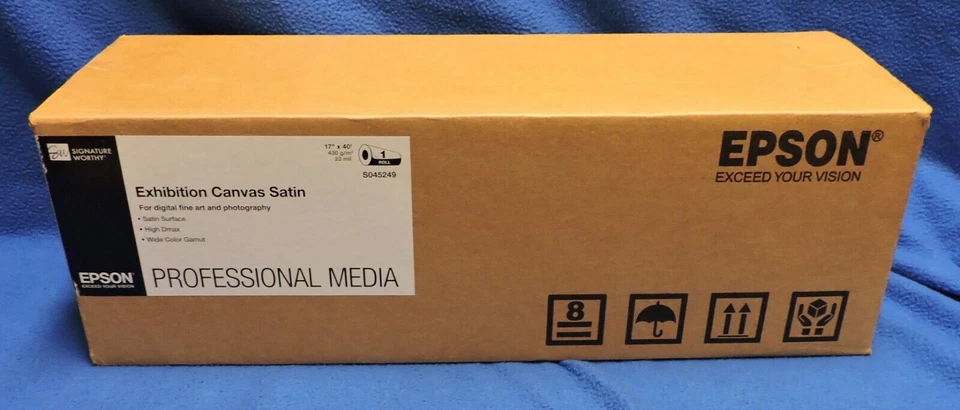 SIGNATURE
WORTHY™
17" x 40'
430 g/m²
23 mil
1
ROLL
S045249
Exhibition Canvas Satin
For digital fine art and photography
• Satin Surface
• High Dmax
• Wide Color Gamut
EPSON®
EXCEED YOUR VISION
PROFESSIONAL MEDIA
EPSON®
EXCEED YOUR VISION
8